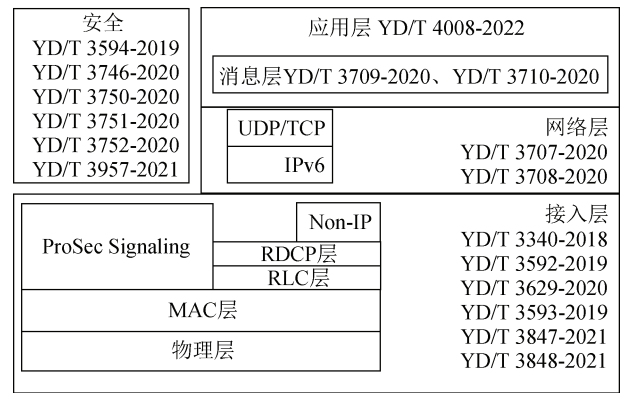 安全
YD/T 3594-2019
YD/T 3746-2020
YD/T 3750-2020
YD/T 3751-2020
YD/T 3752-2020
YD/T 3957-2021
应用层 YD/T 4008-2022
消息层YD/T 3709-2020、YD/T 3710-2020
UDP/TCP
IPv6
网络层
YD/T 3707-2020
YD/T 3708-2020
ProSec Signaling
Non-IP
RDCP层
RLC层
MAC层
物理层
接入层
YD/T 3340-2018
YD/T 3592-2019
YD/T 3629-2020
YD/T 3593-2019
YD/T 3847-2021
YD/T 3848-2021